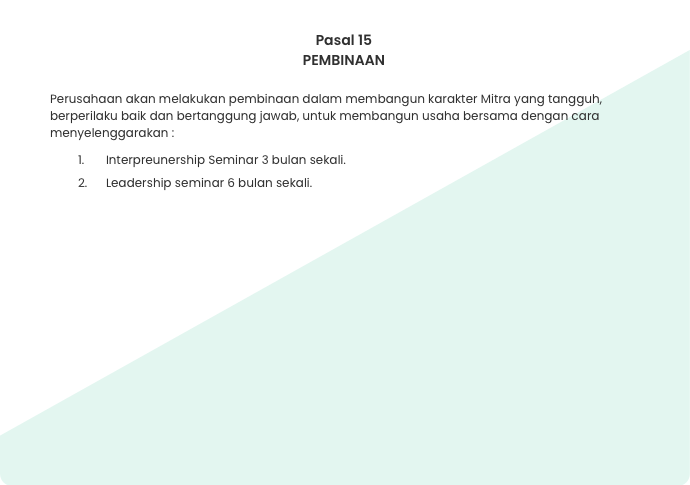 Pasal 15
PEMBINAAN
Perusahaan akan melakukan pembinaan dalam membangun karakter Mitra yang tangguh,
berperilaku baik dan bertanggung jawab, untuk membangun usaha bersama dengan cara
menyelenggarakan :
1. Interpreunership Seminar 3 bulan sekali.
2. Leadership seminar 6 bulan sekali.